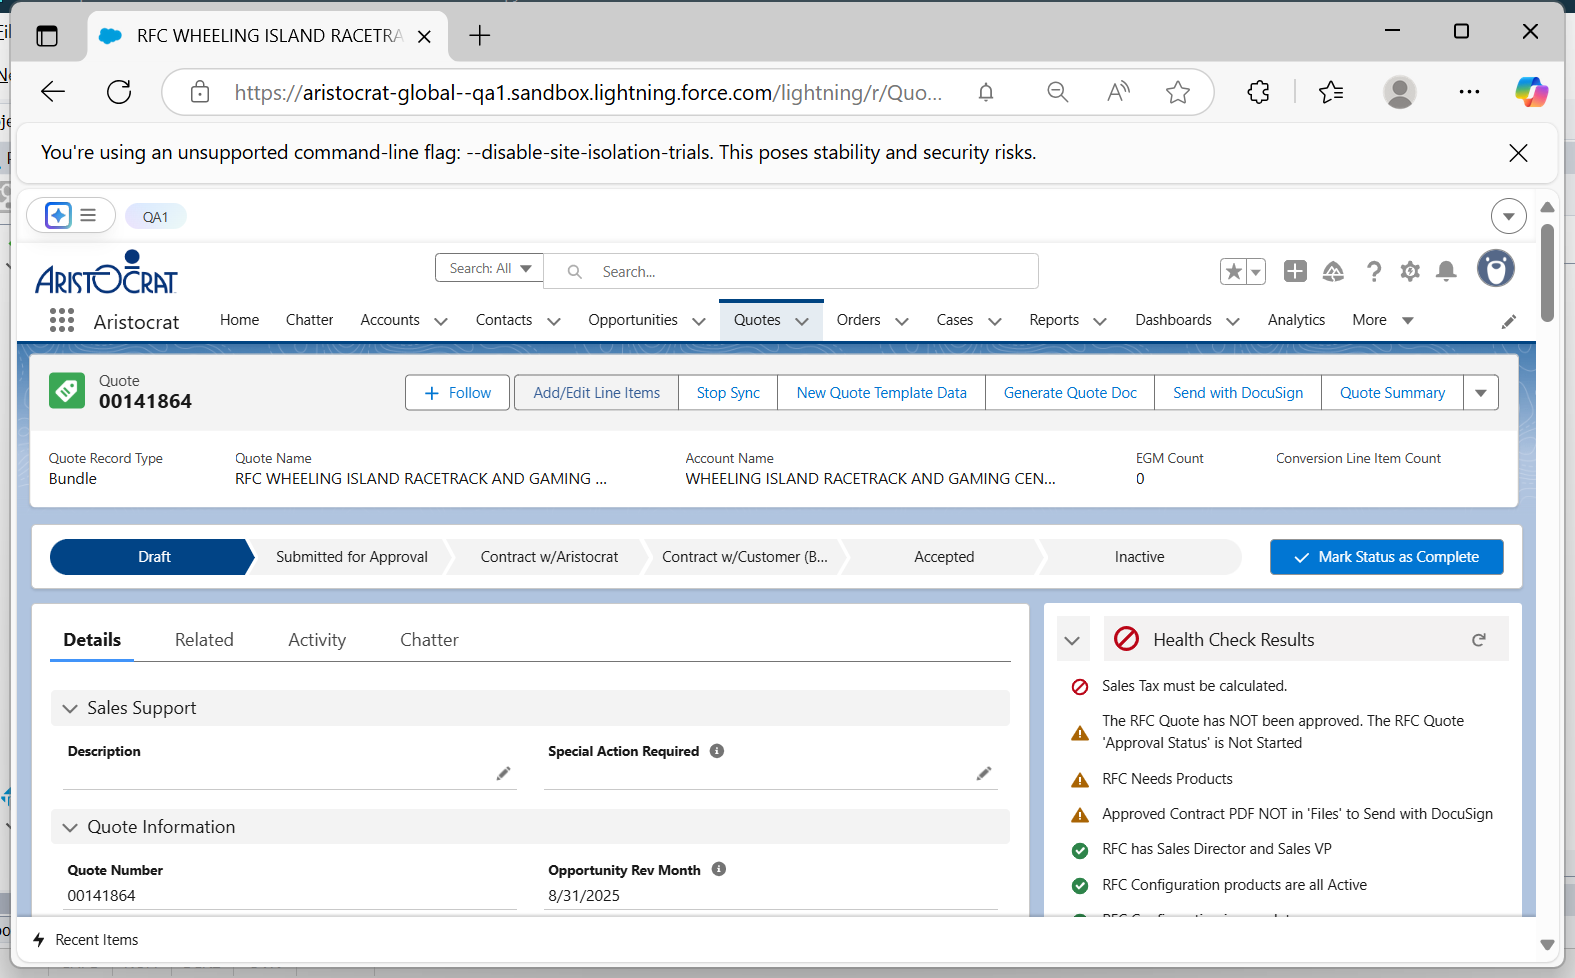 RFC WHEELING ISLAND RACETRA
https://aristocrat-global--qa1.sandbox.lightning.force.com/lightning/r/Quo...
You're using an unsupported command-line flag: --disable-site-isolation-trials. This poses stability and security risks.
QA1
ARISTOCRAT
Search: All
Search...
Aristocrat
Home Chatter Accounts Contacts Opportunities Quotes Orders Cases Reports Dashboards Analytics More
Quote
00141864
Follow Add/Edit Line Items Stop Sync New Quote Template Data Generate Quote Doc Send with DocuSign Quote Summary
Quote Record Type Quote Name Account Name EGM Count Conversion Line Item Count
Bundle RFC WHEELING ISLAND RACETRACK AND GAMING ... WHEELING ISLAND RACETRACK AND GAMING CEN... 0
Draft Submitted for Approval Contract w/Aristocrat Contract w/Customer (B... Accepted Inactive Mark Status as Complete
Details Related Activity Chatter
Sales Support
Description Special Action Required
Quote Information
Quote Number Opportunity Rev Month
00141864 8/31/2025
Health Check Results
Sales Tax must be calculated.
The RFC Quote has NOT been approved. The RFC Quote
'Approval Status' is Not Started
RFC Needs Products
Approved Contract PDF NOT in 'Files' to Send with DocuSign
RFC has Sales Director and Sales VP
RFC Configuration products are all Active
Recent Items